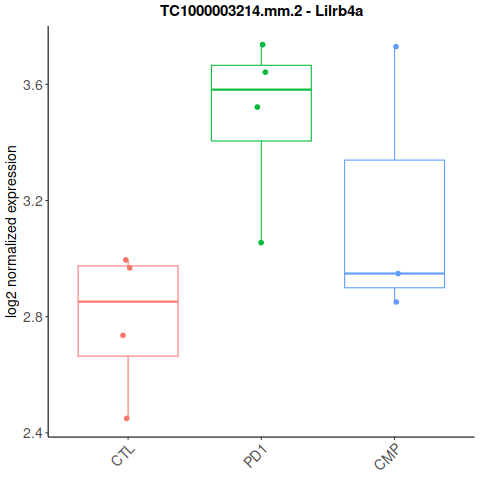 TC1000003214.mm.2 - Lilrb4a
log2 normalized expression
3.6
3.2
2.8
2.4
CTL
PD1
CMP